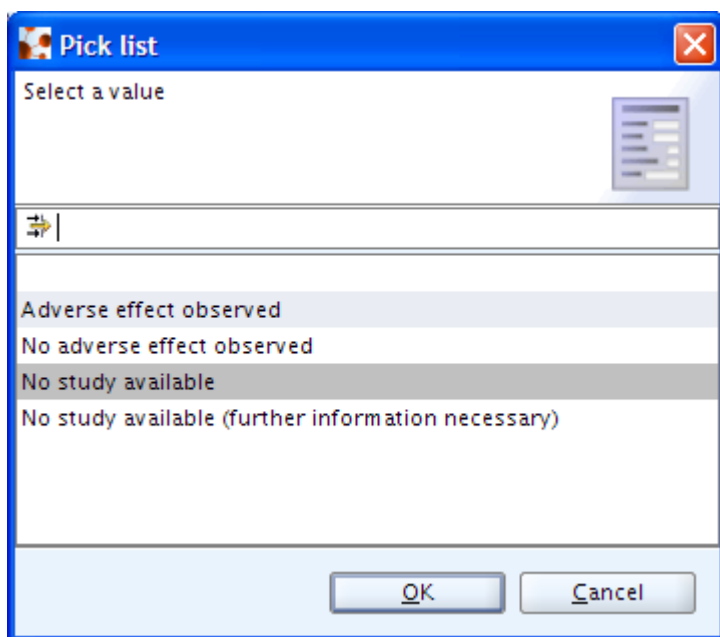 Pick list
Select a value
Adverse effect observed
No adverse effect observed
No study available
No study available (further information necessary)
OK
Cancel